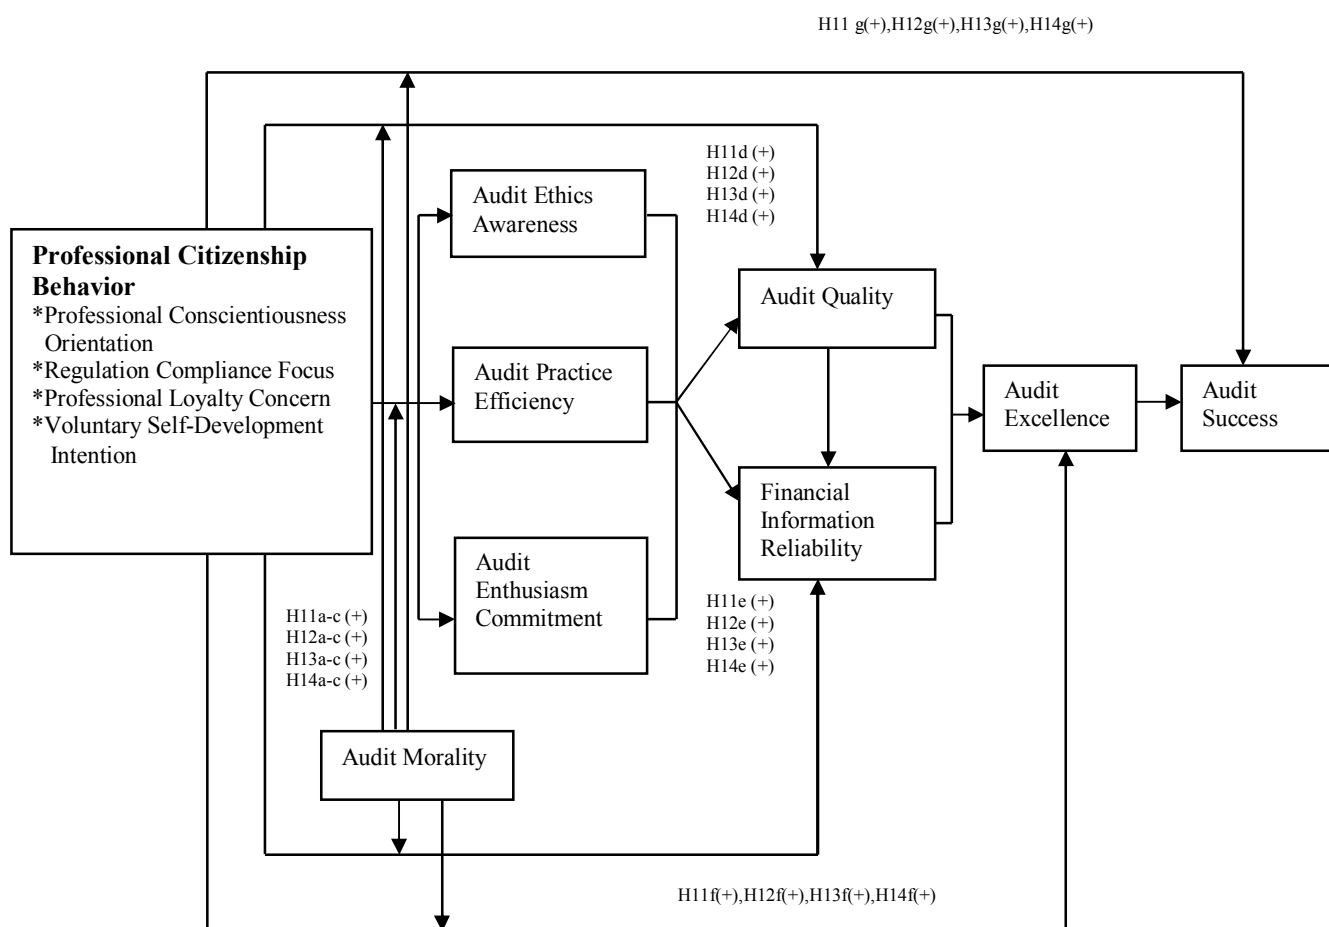 H11 g(+),H12g(+),H13g(+),H14g(+)
H11d (+)
H12d (+)
H13d (+)
H14d (+)
Audit Ethics
Awareness
Professional Citizenship
Behavior
*Professional Conscientiousness
Orientation
*Regulation Compliance Focus
*Professional Loyalty Concern
*Voluntary Self-Development
Intention
Audit Quality
Audit Practice
Efficiency
Audit
Excellence
Audit
Success
Financial
Information
Reliability
Audit
Enthusiasm
Commitment
H11a-c (+)
H12a-c (+)
H13a-c (+)
H14a-c (+)
H11e (+)
H12e (+)
H13e (+)
H14e (+)
Audit Morality
H11f(+),H12f(+),H13f(+),H14f(+)